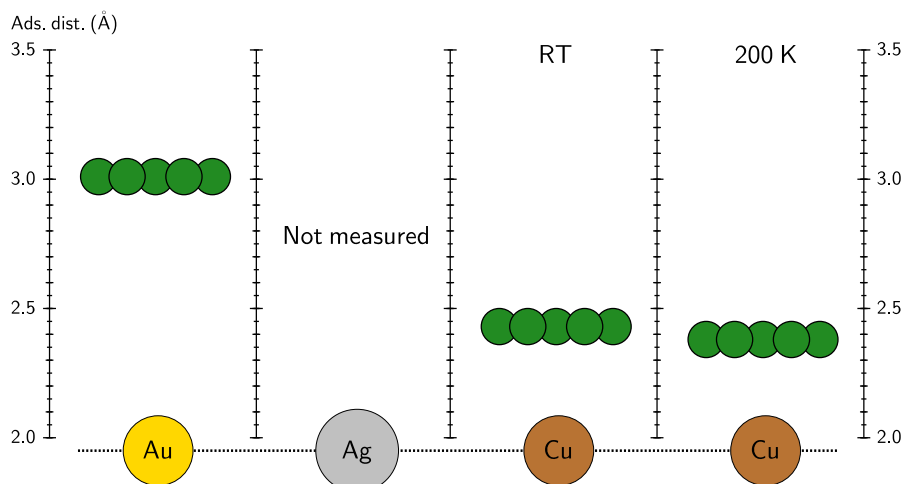 Ads. dist. (Å)
3.5 RT 200 K 3.5
3.0 3.0
Not measured
2.5 2.5
2.0 2.0
Au Ag Cu Cu